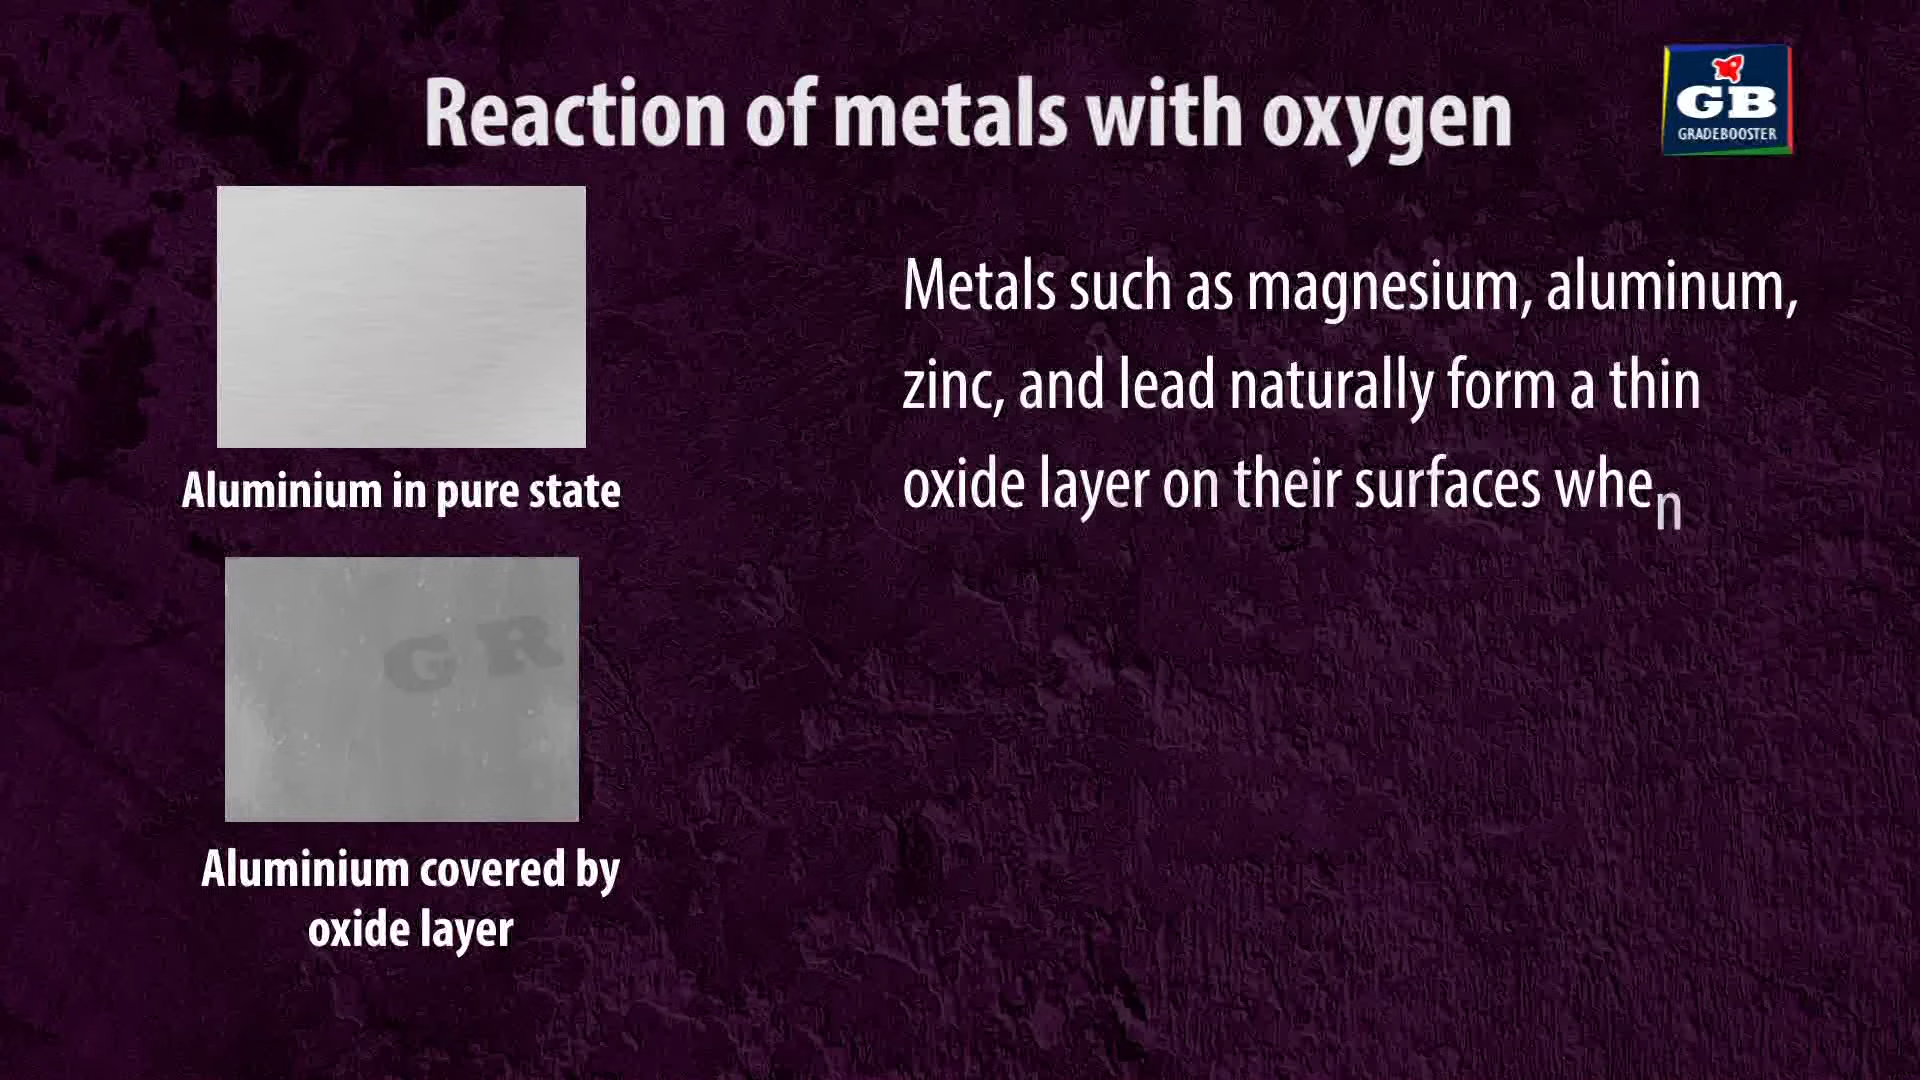 Reaction of metals with oxygen
GB
GRADEBOOSTER
Aluminium in pure state
Metals such as magnesium, aluminum,
zinc, and lead naturally form a thin
oxide layer on their surfaces when
G R
Aluminium covered by
oxide layer